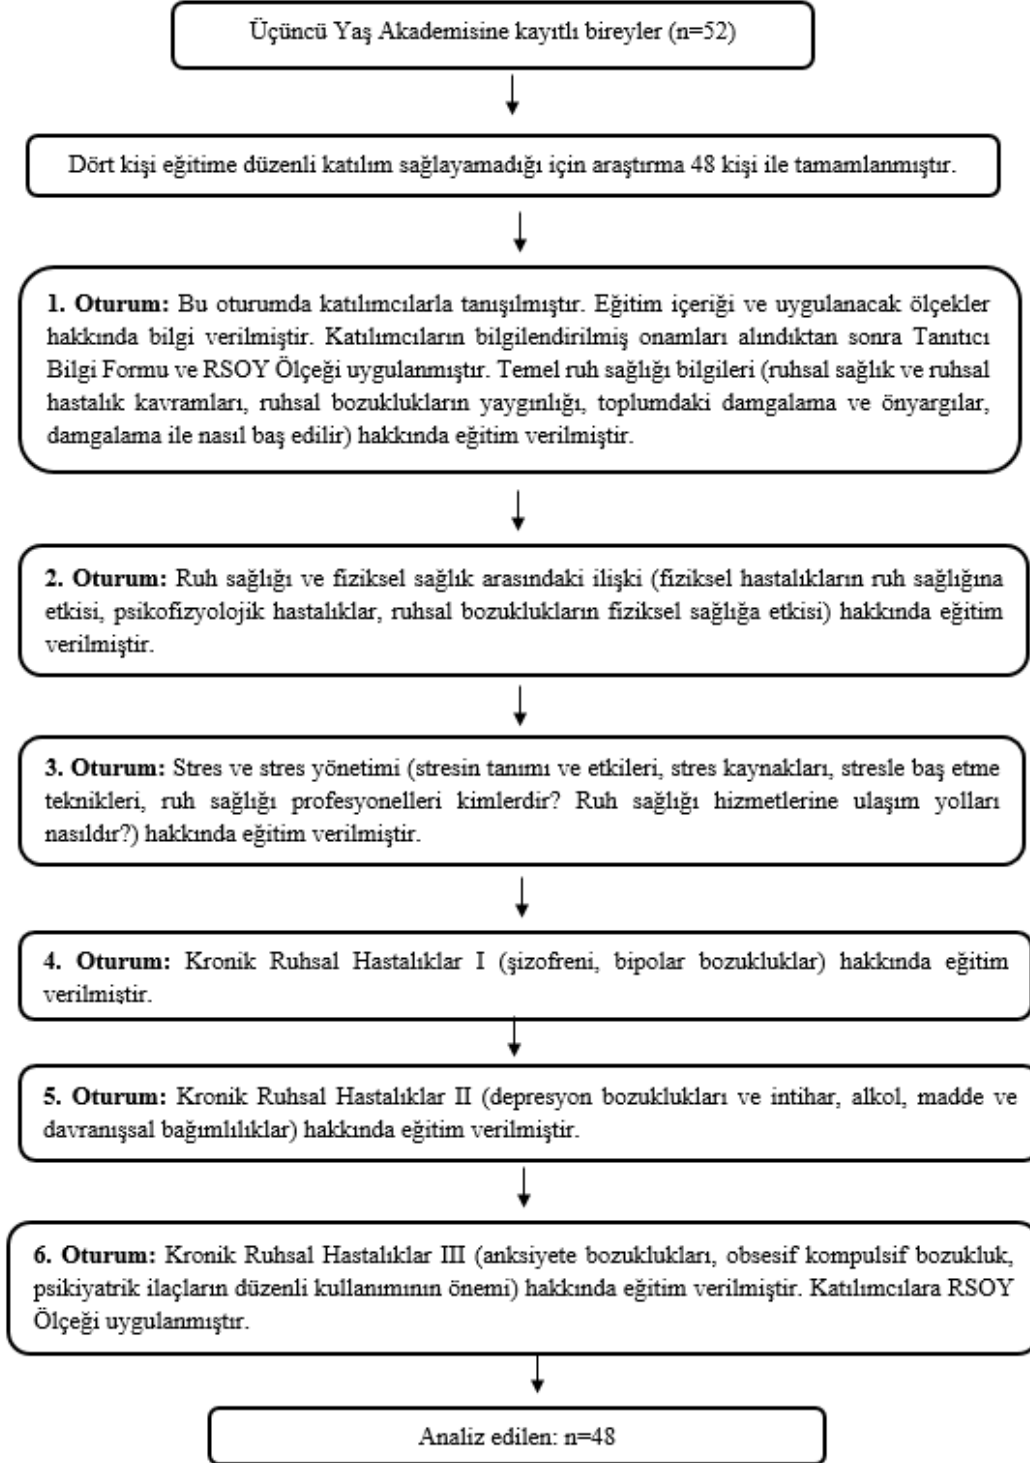 Üçüncü Yaş Akademisine kayıtlı bireyler (n=52)
Dört kişi eğitime düzenli katılım sağlayamadığı için araştırma 48 kişi ile tamamlanmıştır.
1. Oturum: Bu oturumda katılımcılarla tanışılmıştır. Eğitim içeriği ve uygulanacak ölçekler
hakkında bilgi verilmiştir. Katılımcıların bilgilendirilmiş onamları alındıktan sonra Tanıtıcı
Bilgi Formu ve RSOY Ölçeği uygulanmıştır. Temel ruh sağlığı bilgileri (ruhsal sağlık ve ruhsal
hastalık kavramları, ruhsal bozuklukların yaygınlığı, toplumdaki damgalama ve önyargılar,
damgalama ile nasıl baş edilir) hakkında eğitim verilmiştir.
2. Oturum: Ruh sağlığı ve fiziksel sağlık arasındaki ilişki (fiziksel hastalıkların ruh sağlığına
etkisi, psikofizyolojik hastalıklar, ruhsal bozuklukların fiziksel sağlığa etkisi) hakkında eğitim
verilmiştir.
3. Oturum: Stres ve stres yönetimi (stresin tanımı ve etkileri, stres kaynakları, stresle baş etme
teknikleri, ruh sağlığı profesyonelleri kimlerdir? Ruh sağlığı hizmetlerine ulaşım yolları
nasıldır?) hakkında eğitim verilmiştir.
4. Oturum: Kronik Ruhsal Hastalıklar I (şizofreni, bipolar bozukluklar) hakkında eğitim
verilmiştir.
5. Oturum: Kronik Ruhsal Hastalıklar II (depresyon bozuklukları ve intihar, alkol, madde ve
davranışsal bağımlılıklar) hakkında eğitim verilmiştir.
6. Oturum: Kronik Ruhsal Hastalıklar III (anksiyete bozuklukları, obsesif kompulsif bozukluk,
psikiyatrik ilaçların düzenli kullanımının önemi) hakkında eğitim verilmiştir. Katılımcılara RSOY
Ölçeği uygulanmıştır.
Analiz edilen: n=48